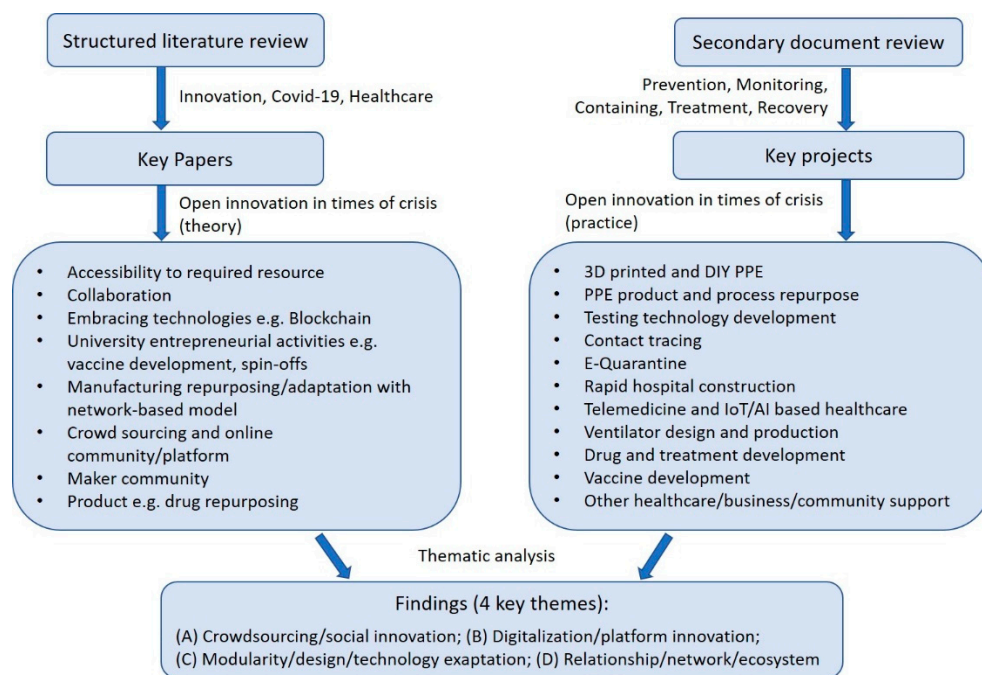 Structured literature review
Innovation, Covid-19, Healthcare
Key Papers
Open innovation in times of crisis
(theory)
• Accessibility to required resource
• Collaboration
• Embracing technologies e.g. Blockchain
• University entrepreneurial activities e.g.
vaccine development, spin-offs
• Manufacturing repurposing/adaptation with
network-based model
• Crowd sourcing and online
community/platform
• Maker community
• Product e.g. drug repurposing
Secondary document review
Prevention, Monitoring,
Containing, Treatment, Recovery
Key projects
Open innovation in times of crisis
(practice)
• 3D printed and DIY PPE
• PPE product and process repurpose
• Testing technology development
• Contact tracing
• E-Quarantine
• Rapid hospital construction
• Telemedicine and IoT/AI based healthcare
• Ventilator design and production
• Drug and treatment development
• Vaccine development
• Other healthcare/business/community support
Thematic analysis
Findings (4 key themes):
(A) Crowdsourcing/social innovation; (B) Digitalization/platform innovation;
(C) Modularity/design/technology exaptation; (D) Relationship/network/ecosystem